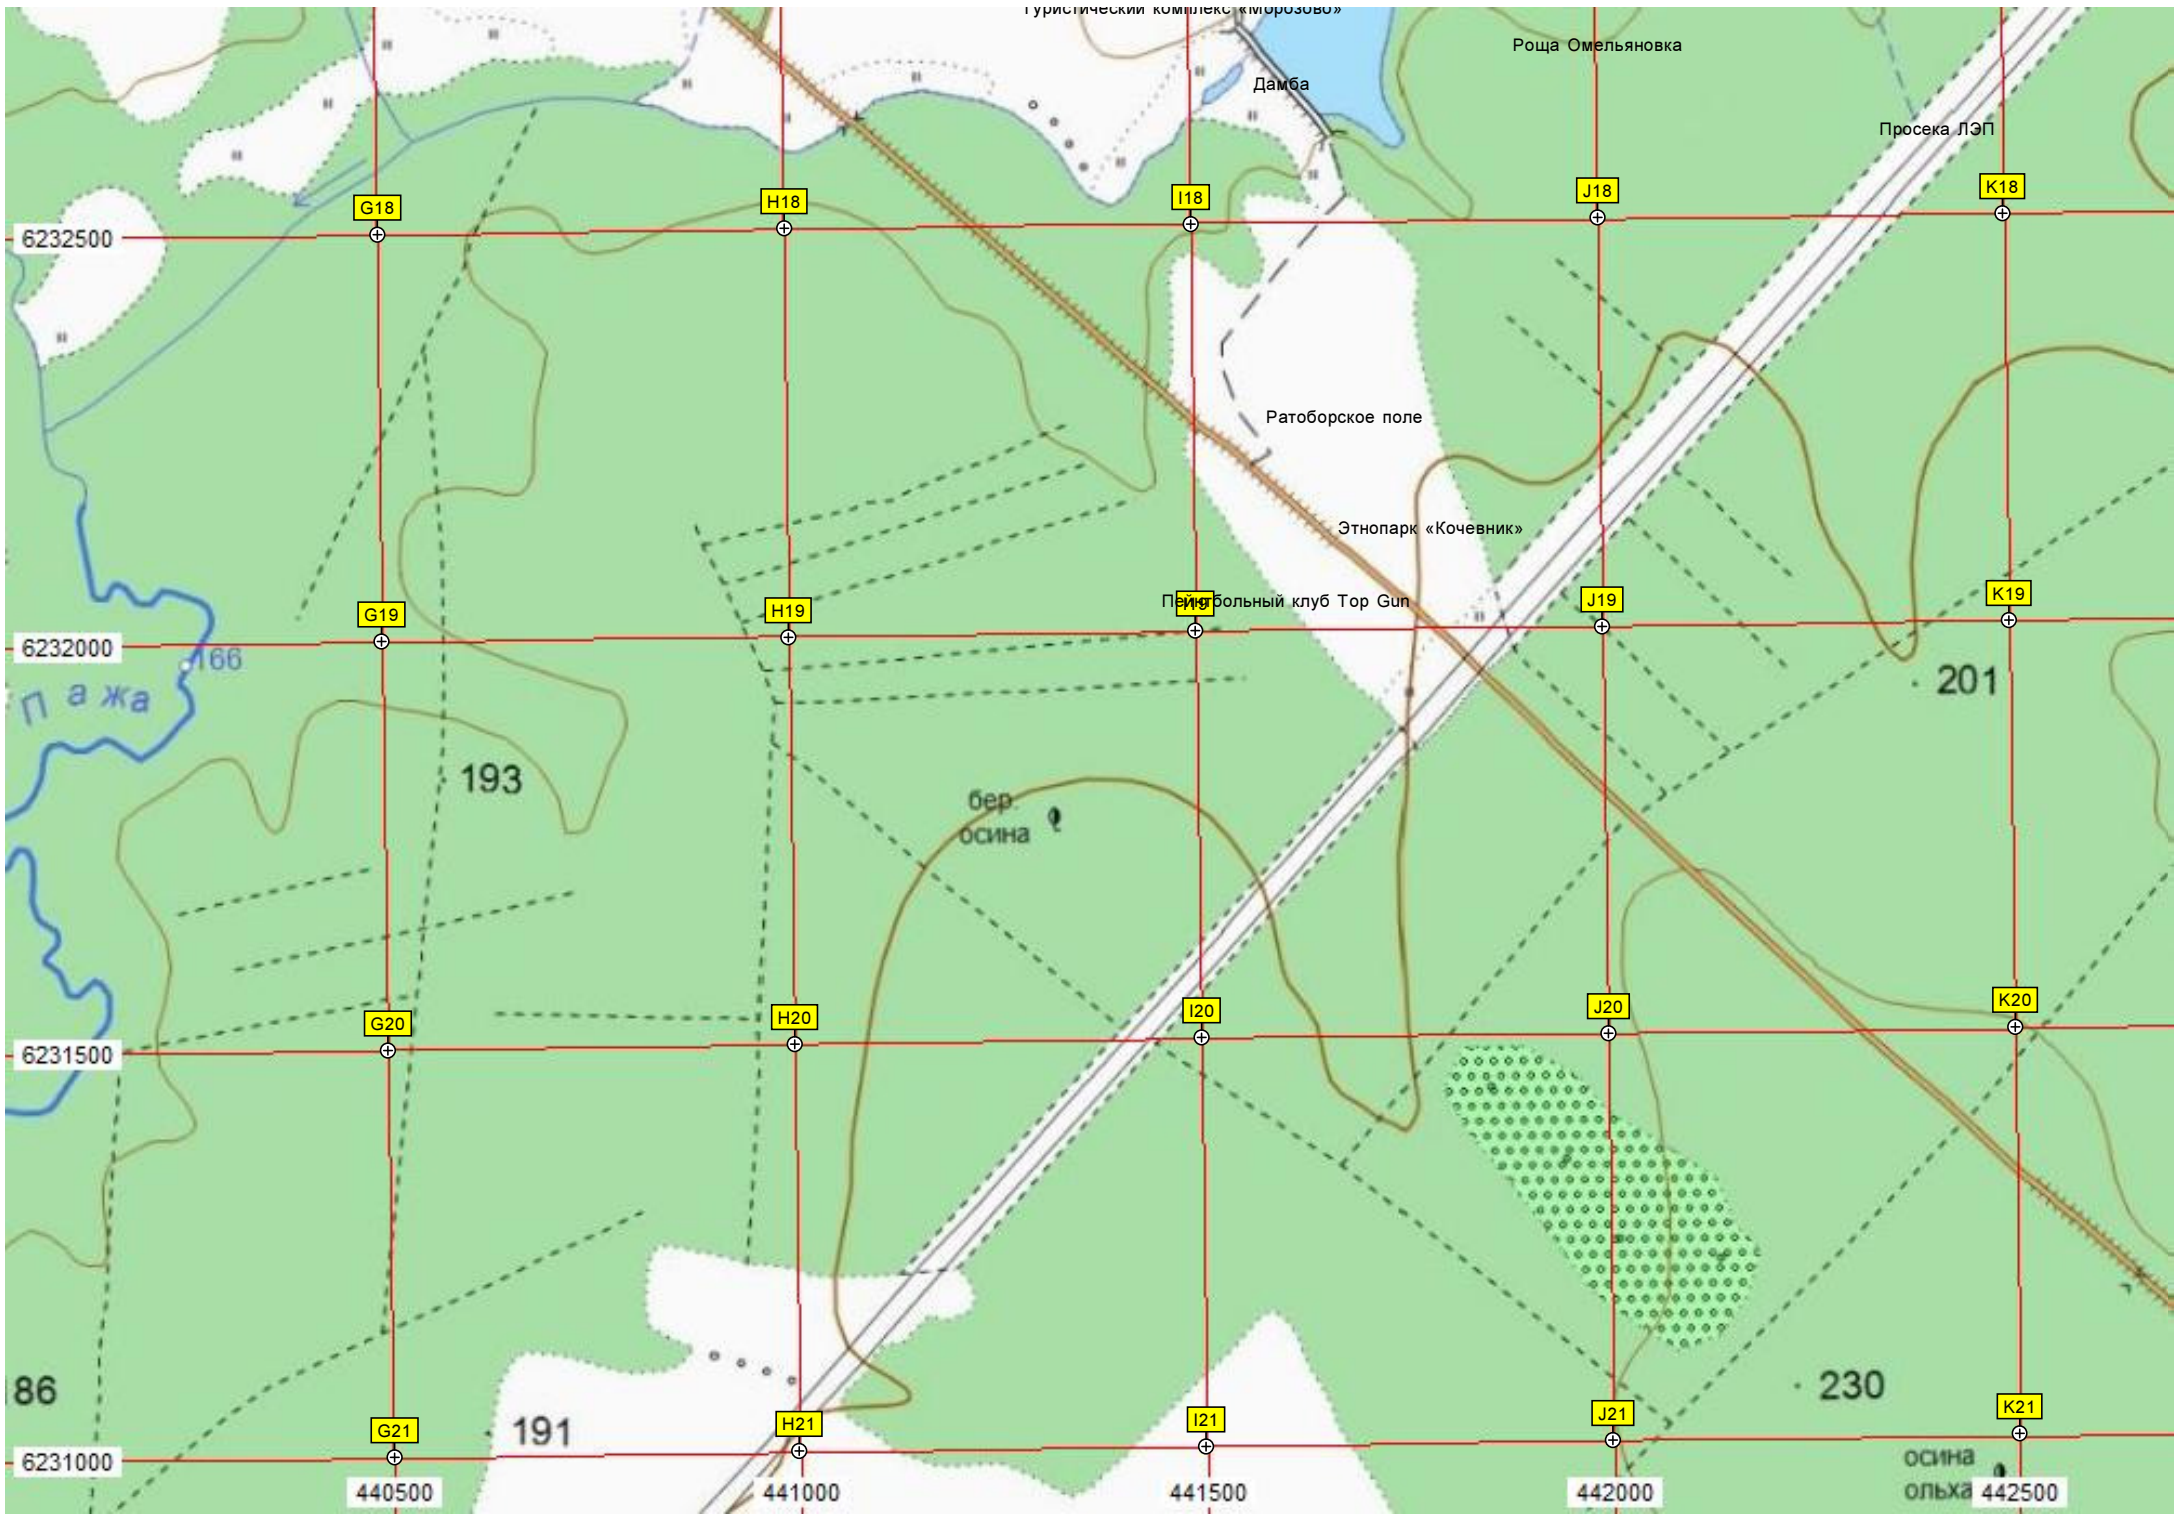 Туристический комплекс «Морозово»
Роща Омельяновка
Дамба
Просека ЛЭП
G18
H18
I18
J18
K18
6232500
Ратоборское поле
Этнопарк «Кочевник»
G19
H19
Пейнтбольный клуб Top Gun
I19
J19
K19
6232000
166
Пажа
201
193
бер.
осина
G20
H20
I20
J20
K20
6231500
86
230
191
G21
H21
I21
J21
K21
6231000
осина
ольха
440500
441000
441500
442000
442500